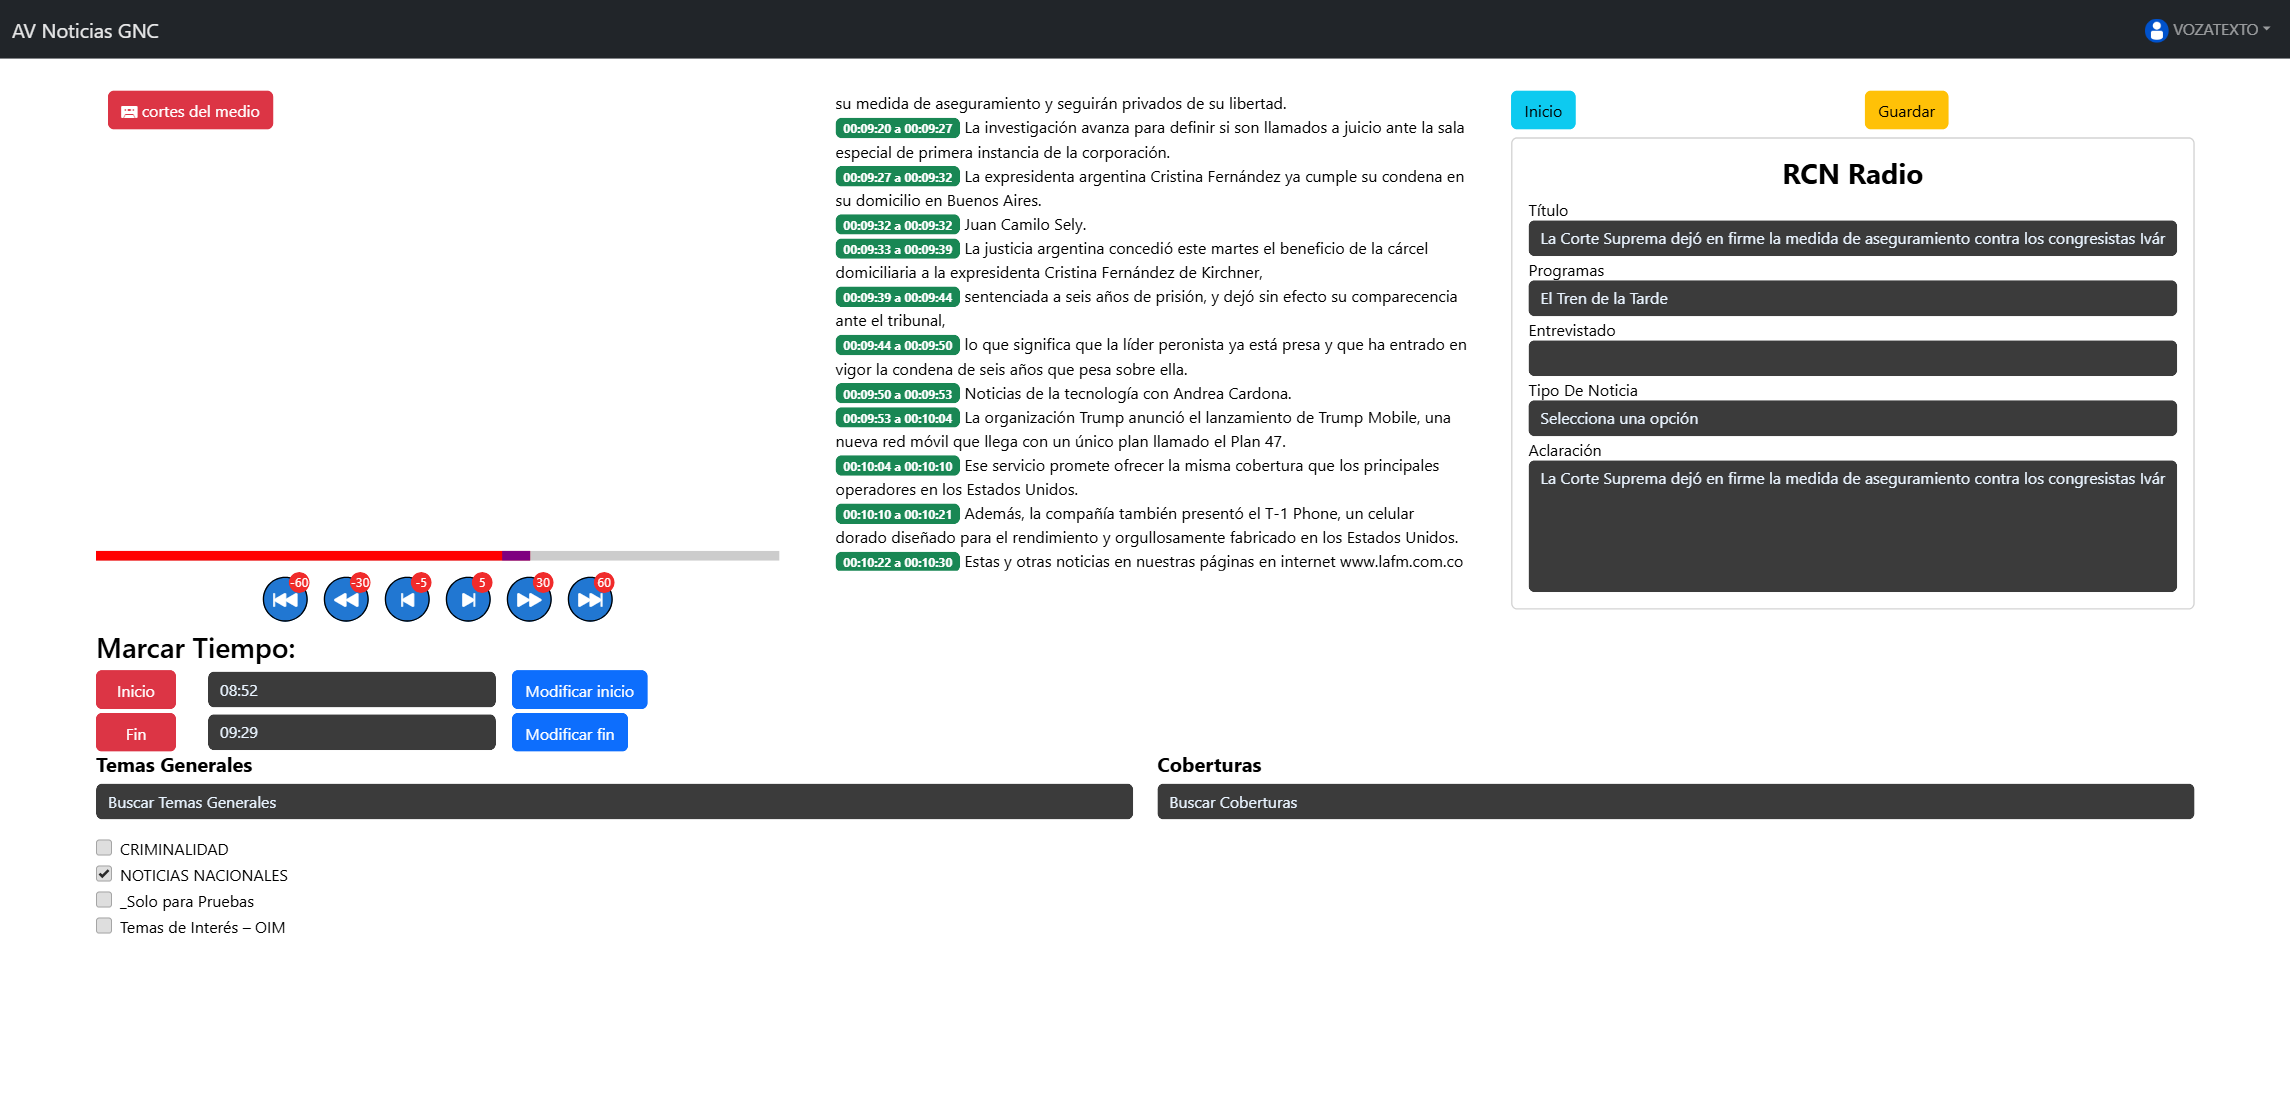 AV Noticias GNC
VOZATEXTO
cortes del medio
-60
-30
-5
5
30
60
Marcar Tiempo:
Inicio
08:52
Modificar inicio
Fin
09:29
Modificar fin
su medida de aseguramiento y seguirán privados de su libertad.
00:09:20 a 00:09:27 La investigación avanza para definir si son llamados a juicio ante la sala
especial de primera instancia de la corporación.
00:09:27 a 00:09:32 La expresidenta argentina Cristina Fernández ya cumple su condena en
su domicilio en Buenos Aires.
00:09:32 a 00:09:32 Juan Camilo Sely.
00:09:33 a 00:09:39 La justicia argentina concedió este martes el beneficio de la cárcel
domiciliaria a la expresidenta Cristina Fernández de Kirchner,
00:09:39 a 00:09:44 sentenciada a seis años de prisión, y dejó sin efecto su comparecencia
ante el tribunal,
00:09:44 a 00:09:50 lo que significa que la líder peronista ya está presa y que ha entrado en
vigor la condena de seis años que pesa sobre ella.
00:09:50 a 00:09:53 Noticias de la tecnología con Andrea Cardona.
00:09:53 a 00:10:04 La organización Trump anunció el lanzamiento de Trump Mobile, una
nueva red móvil que llega con un único plan llamado el Plan 47.
00:10:04 a 00:10:10 Ese servicio promete ofrecer la misma cobertura que los principales
operadores en los Estados Unidos.
00:10:10 a 00:10:21 Además, la compañía también presentó el T-1 Phone, un celular
dorado diseñado para el rendimiento y orgullosamente fabricado en los Estados Unidos.
00:10:22 a 00:10:30 Estas y otras noticias en nuestras páginas en internet www.lafm.com.co
Inicio
Guardar
RCN Radio
Título
La Corte Suprema dejó en firme la medida de aseguramiento contra los congresistas Ivár
Programas
El Tren de la Tarde
Entrevistado
Tipo De Noticia
Selecciona una opción
Aclaración
La Corte Suprema dejó en firme la medida de aseguramiento contra los congresistas Ivár
Temas Generales
Buscar Temas Generales
CRIMINALIDAD
NOTICIAS NACIONALES
_Solo para Pruebas
Temas de Interés – OIM
Coberturas
Buscar Coberturas